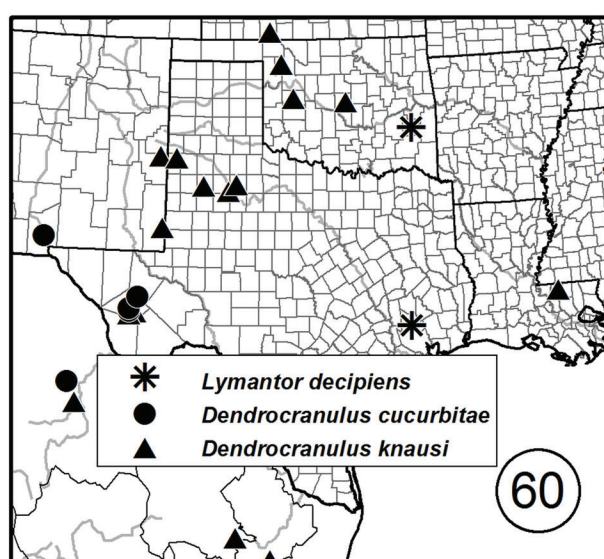 Lymantor decipiens
Dendrocranulus cucurbitae
Dendrocranulus knausi
60